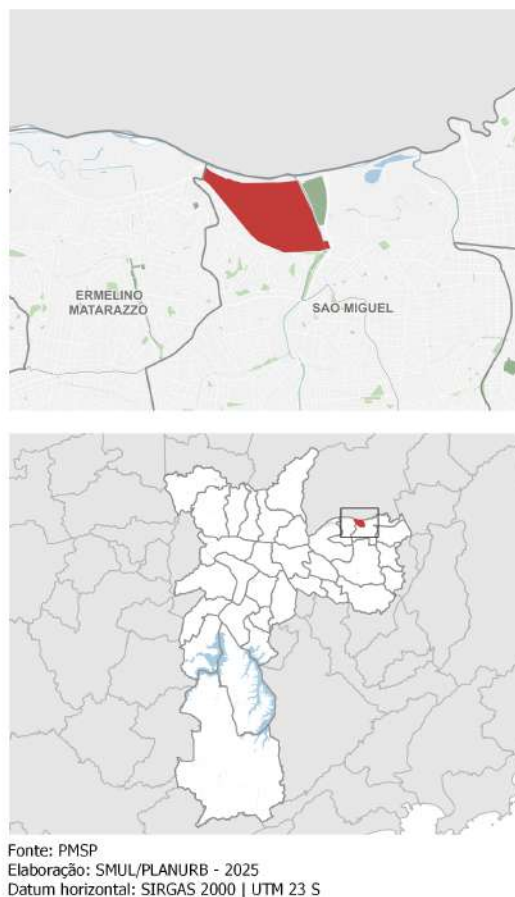 ERMELINO
MATARAZZO
SAO MIGUEL
Fonte: PMSP
Elaboração: SMUL/PLANURB - 2025
Datum horizontal: SIRGAS 2000 | UTM 23 S